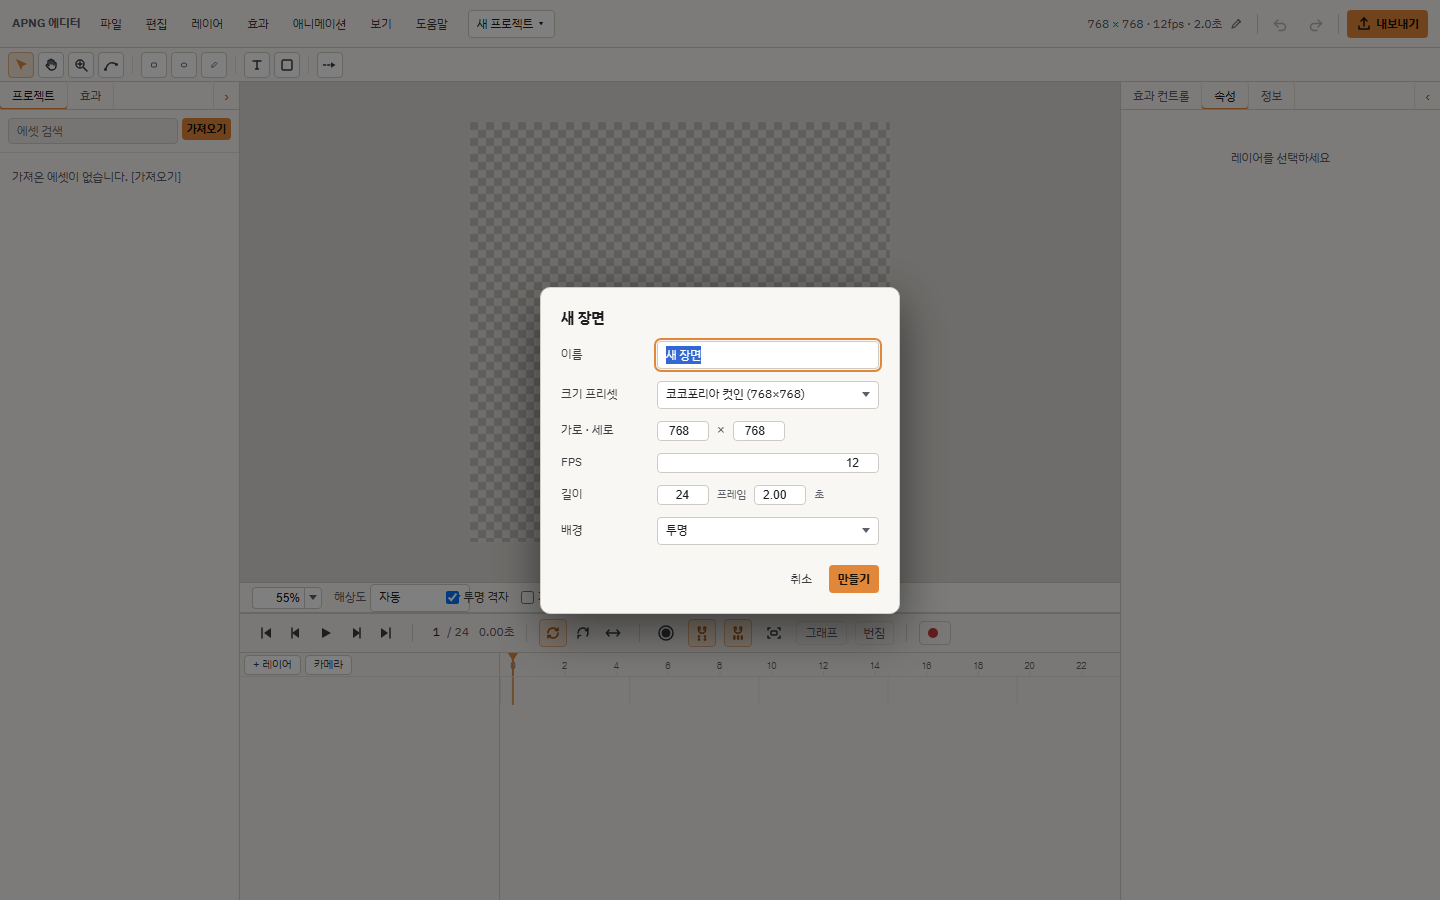 APNG 에디터 파일 편집 레이어 효과 애니메이션 보기 도움말 새 프로젝트 768 × 768 · 12fps · 2.0초 내보내기
T
프로젝트 효과 효과 컨트롤 속성 정보
에셋 검색 가져오기
가져온 에셋이 없습니다. [가져오기]
레이어를 선택하세요
새 장면
이름 새 장면
크기 프리셋 코코포리아 컷인 (768×768)
가로 · 세로 768 × 768
FPS 12
길이 24 프레임 2.00 초
배경 투명
취소 만들기
55% 해상도 자동 투명 격자
1 / 24 0.00초 그래프 번짐
+ 레이어 카메라 0 2 4 6 8 10 12 14 16 18 20 22